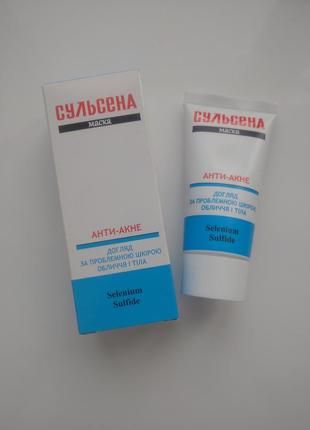 СУЛЬСЕНА
маска
АНТИ-АКНЕ
ДОГЛЯД
ЗА ПРОБЛЕМНОЮ ШКІРОЮ
ОБЛИЧЧЯ І ТІЛА
Selenium
Sulfide
СУЛЬСЕНА
маска
АНТИ-АКНЕ
ДОГЛЯД
ЗА ПРОБЛЕМНОЮ ШКІРОЮ
ОБЛИЧЧЯ І ТІЛА
Selenium
Sulfide